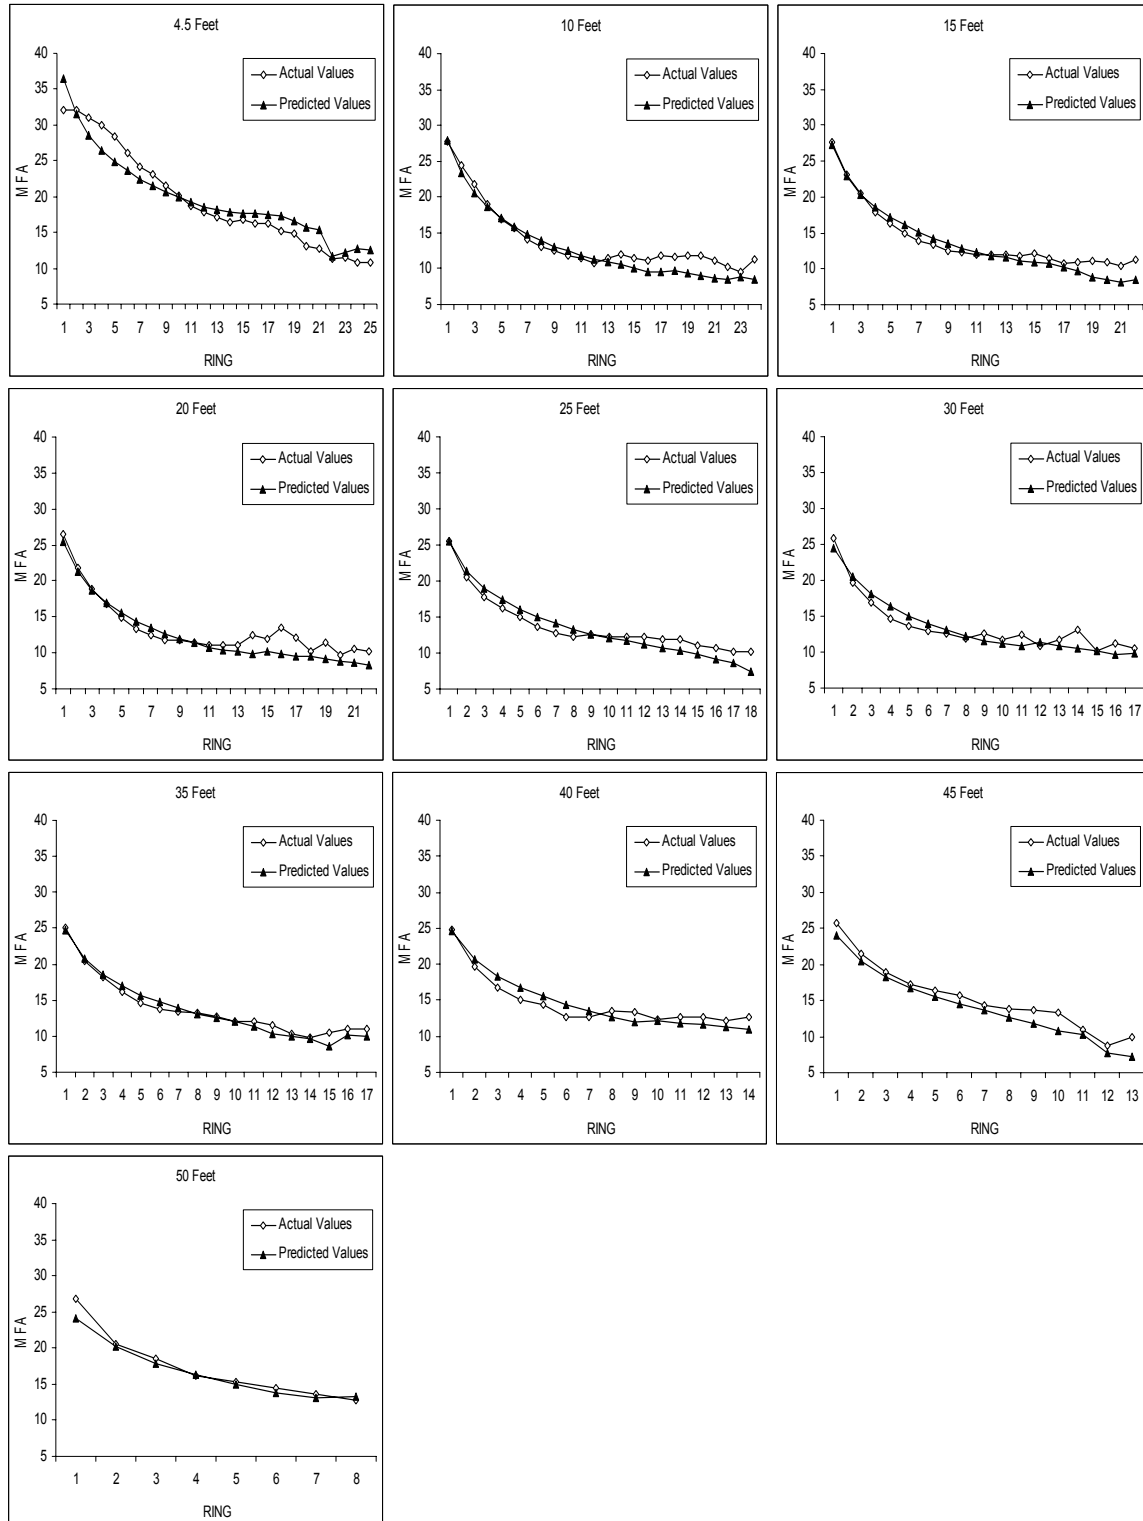 4.5 Feet
40
35
30
25
20
15
10
5
M F A
Actual Values
Predicted Values
1 3 5 7 9 11 13 15 17 19 21 23 25
RING
10 Feet
40
35
30
25
20
15
10
5
M F A
Actual Values
Predicted Values
1 3 5 7 9 11 13 15 17 19 21 23
RING
15 Feet
40
35
30
25
20
15
10
5
M F A
Actual Values
Predicted Values
1 3 5 7 9 11 13 15 17 19 21
RING
20 Feet
40
35
30
25
20
15
10
5
M F A
Actual Values
Predicted Values
1 3 5 7 9 11 13 15 17 19 21
RING
25 Feet
40
35
30
25
20
15
10
5
M F A
Actual Values
Predicted Values
1 2 3 4 5 6 7 8 9 10 11 12 13 14 15 16 17 18
RING
30 Feet
40
35
30
25
20
15
10
5
M F A
Actual Values
Predicted Values
1 2 3 4 5 6 7 8 9 10 11 12 13 14 15 16 17
RING
35 Feet
40
35
30
25
20
15
10
5
M F A
Actual Values
Predicted Values
1 2 3 4 5 6 7 8 9 10 11 12 13 14 15 16 17
RING
40 Feet
40
35
30
25
20
15
10
5
M F A
Actual Values
Predicted Values
1 2 3 4 5 6 7 8 9 10 11 12 13 14
RING
45 Feet
40
35
30
25
20
15
10
5
M F A
Actual Values
Predicted Values
1 2 3 4 5 6 7 8 9 10 11 12 13
RING
50 Feet
40
35
30
25
20
15
10
5
M F A
Actual Values
Predicted Values
1 2 3 4 5 6 7 8
RING